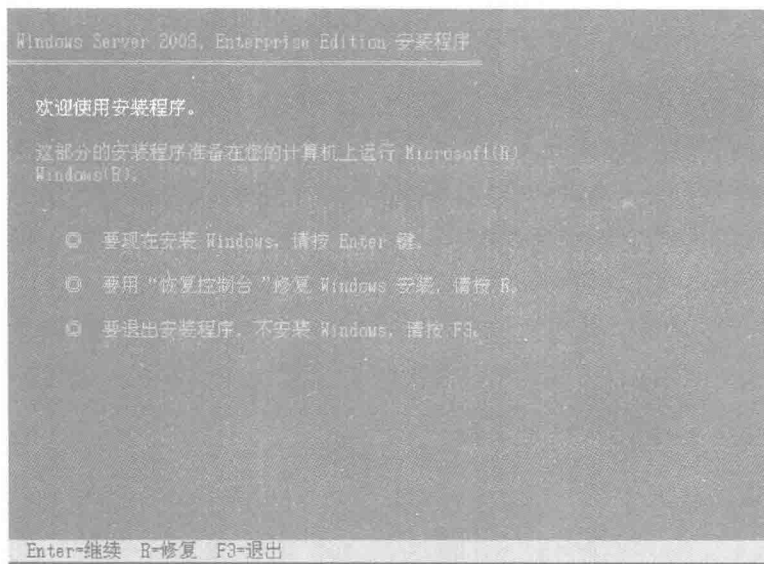 Windows Server 2003, Enterprise Edition 安装程序
欢迎使用安装程序。
这部分的安装程序准备在您的计算机上运行 Microsoft(R)
Windows(R)。
◎ 要现在安装 Windows，请按 Enter 键。
◎ 要用“恢复控制台”修复 Windows 安装，请按 R。
◎ 要退出安装程序，不安装 Windows，请按 F3。
Enter=继续 R=修复 F3=退出